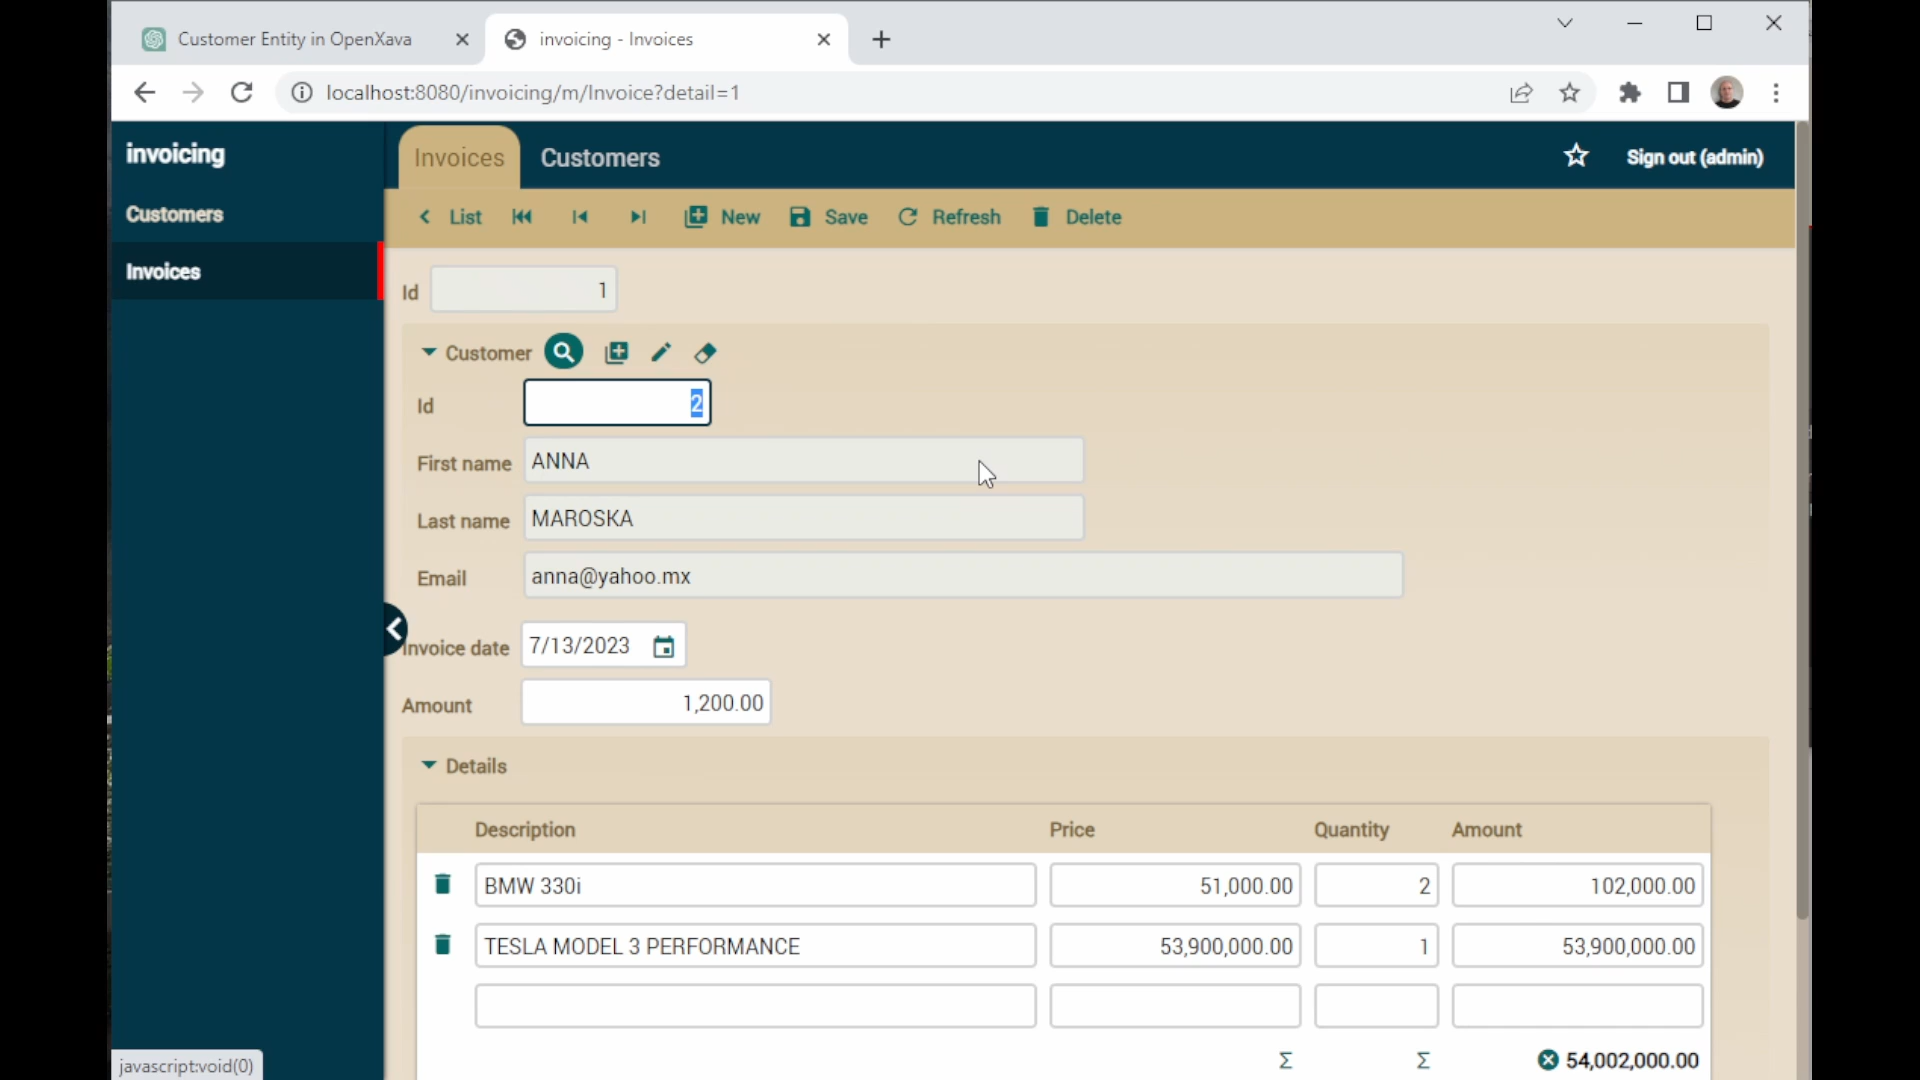 Customer Entity in OpenXava
invoicing - Invoices
localhost:8080/invoicing/m/Invoice?detail=1
invoicing
Invoices
Customers
Sign out (admin)
Customers
Invoices
List
New
Save
Refresh
Delete
Id 1
Customer
Id 2
First name ANNA
Last name MAROSKA
Email anna@yahoo.mx
Invoice date 7/13/2023
Amount 1,200.00
Details
Description Price Quantity Amount
BMW 330i 51,000.00 2 102,000.00
TESLA MODEL 3 PERFORMANCE 53,900,000.00 1 53,900,000.00
Σ Σ 54,002,000.00
javascript:void(0)